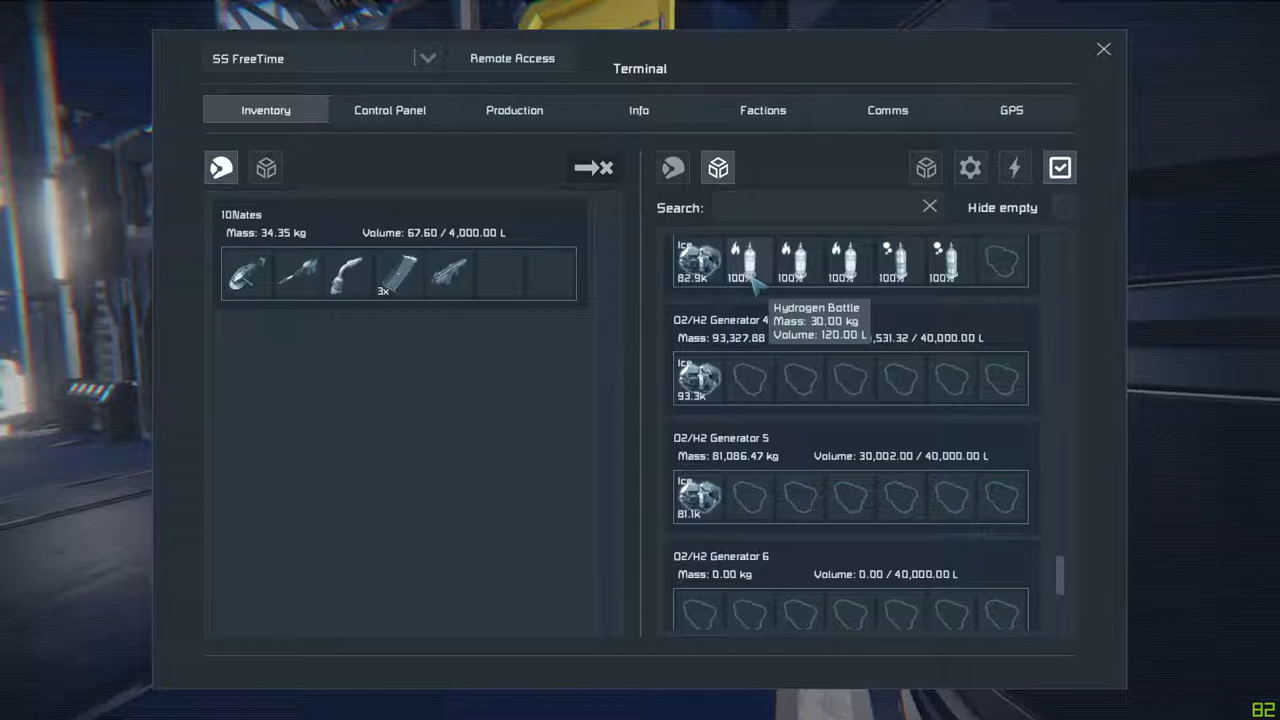 SS FreeTime
Remote Access
Terminal
Inventory
Control Panel
Production
Info
Factions
Comms
GPS
Search:
Hide empty
10Nates
Mass: 34.35 kg
Volume: 67.60 / 4,000.00 L
3x
Ice
82.9k
100%
100%
100%
100%
100%
Hydrogen Bottle
Mass: 30.00 kg
Volume: 120.00 L
O2/H2 Generator 4
Mass: 93,327.88
,531.32 / 40,000.00 L
Ice
93.3k
O2/H2 Generator 5
Mass: 81,086.47 kg
Volume: 30,002.00 / 40,000.00 L
Ice
81.1k
O2/H2 Generator 6
Mass: 0.00 kg
Volume: 0.00 / 40,000.00 L
82